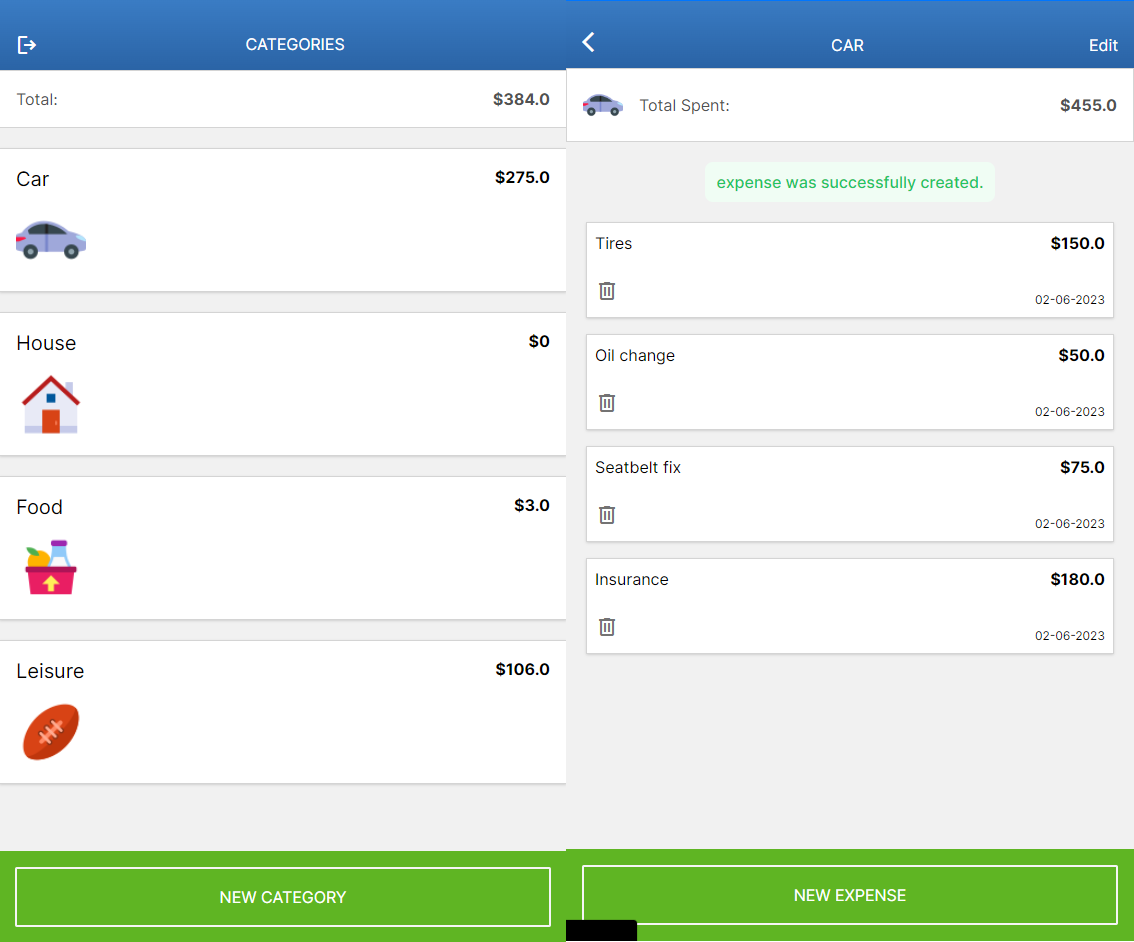 CATEGORIES
Total:
$384.0
Car
$275.0
House
$0
Food
$3.0
Leisure
$106.0
NEW CATEGORY
CAR
Edit
Total Spent:
$455.0
expense was successfully created.
Tires
$150.0
02-06-2023
Oil change
$50.0
02-06-2023
Seatbelt fix
$75.0
02-06-2023
Insurance
$180.0
02-06-2023
NEW EXPENSE